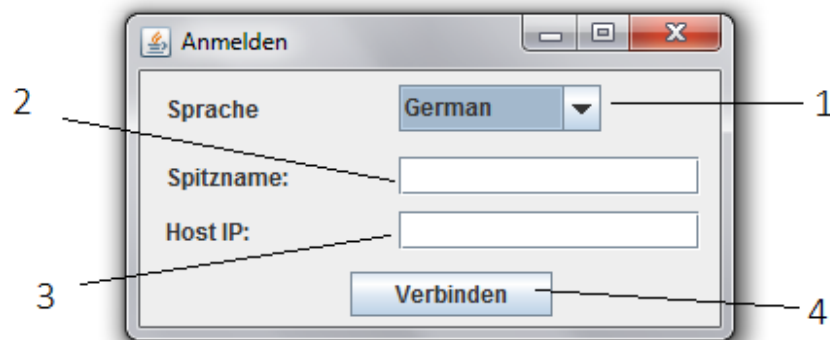 Anmelden
2
Sprache German 1
Spitzname:
Host IP:
3 Verbinden 4